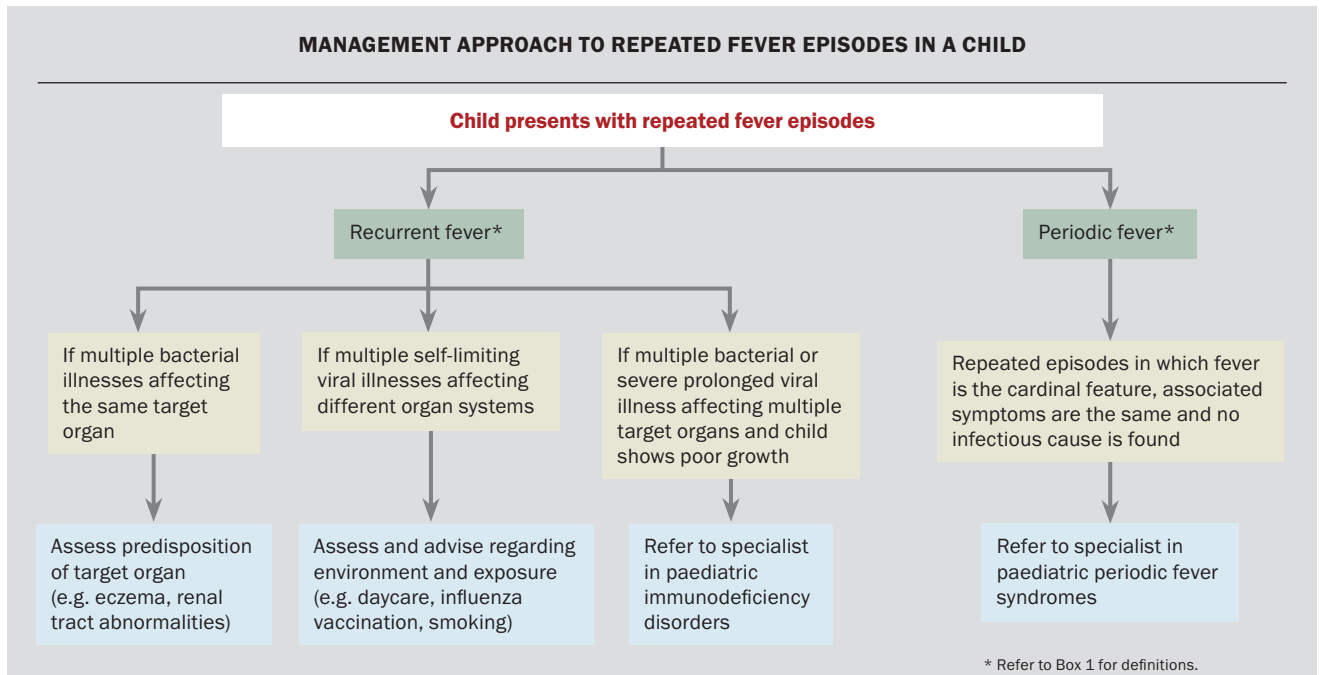 MANAGEMENT APPROACH TO REPEATED FEVER EPISODES IN A CHILD
Child presents with repeated fever episodes
Recurrent fever*
Periodic fever*
If multiple bacterial
illnesses affecting
the same target
organ
If multiple self-limiting
viral illnesses affecting
different organ systems
If multiple bacterial or
severe prolonged viral
illness affecting multiple
target organs and child
shows poor growth
Repeated episodes in which fever
is the cardinal feature, associated
symptoms are the same and no
infectious cause is found
Assess predisposition
of target organ
(e.g. eczema, renal
tract abnormalities)
Assess and advise regarding
environment and exposure
(e.g. daycare, influenza
vaccination, smoking)
Refer to specialist
in paediatric
immunodeficiency
disorders
Refer to specialist in
paediatric periodic fever
syndromes
* Refer to Box 1 for definitions.